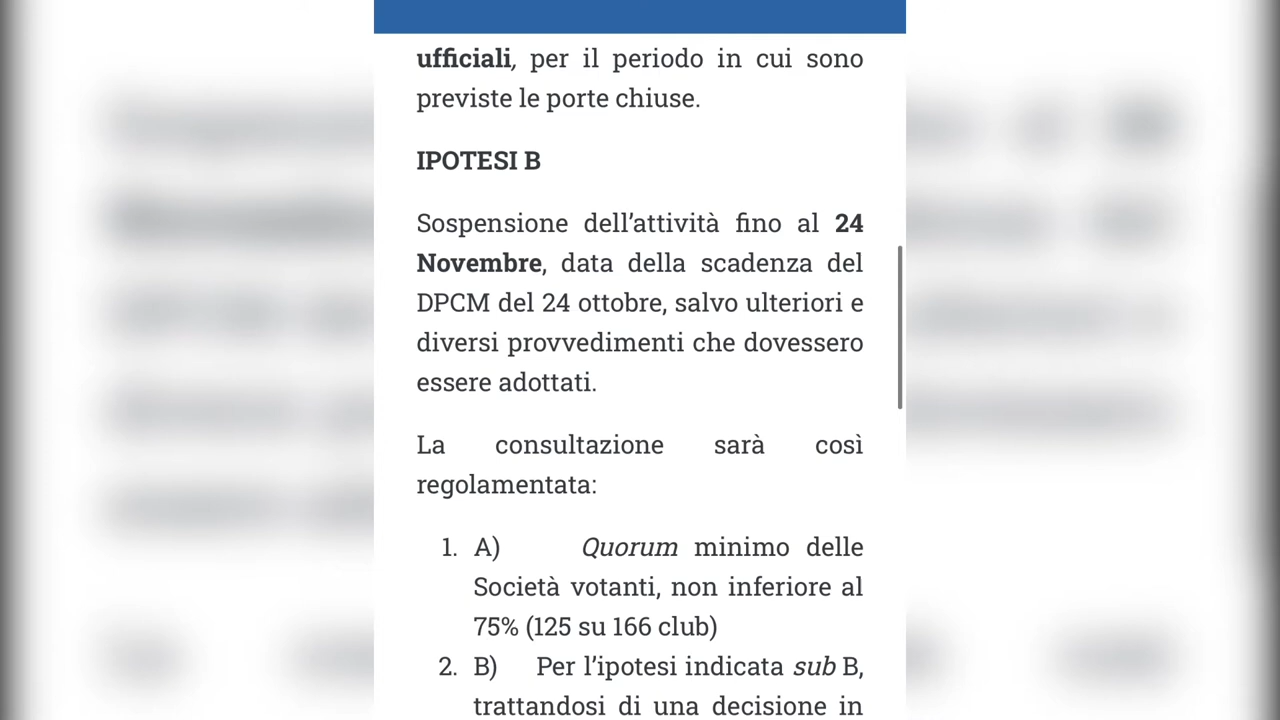 ufficiali, per il periodo in cui sono
previste le porte chiuse.
IPOTESI B
Sospensione dell'attività fino al 24
Novembre, data della scadenza del
DPCM del 24 ottobre, salvo ulteriori e
diversi provvedimenti che dovessero
essere adottati.
La consultazione sarà così
regolamentata:
1. A) Quorum minimo delle
Società votanti, non inferiore al
75% (125 su 166 club)
2. B) Per l'ipotesi indicata sub B,
trattandosi di una decisione in